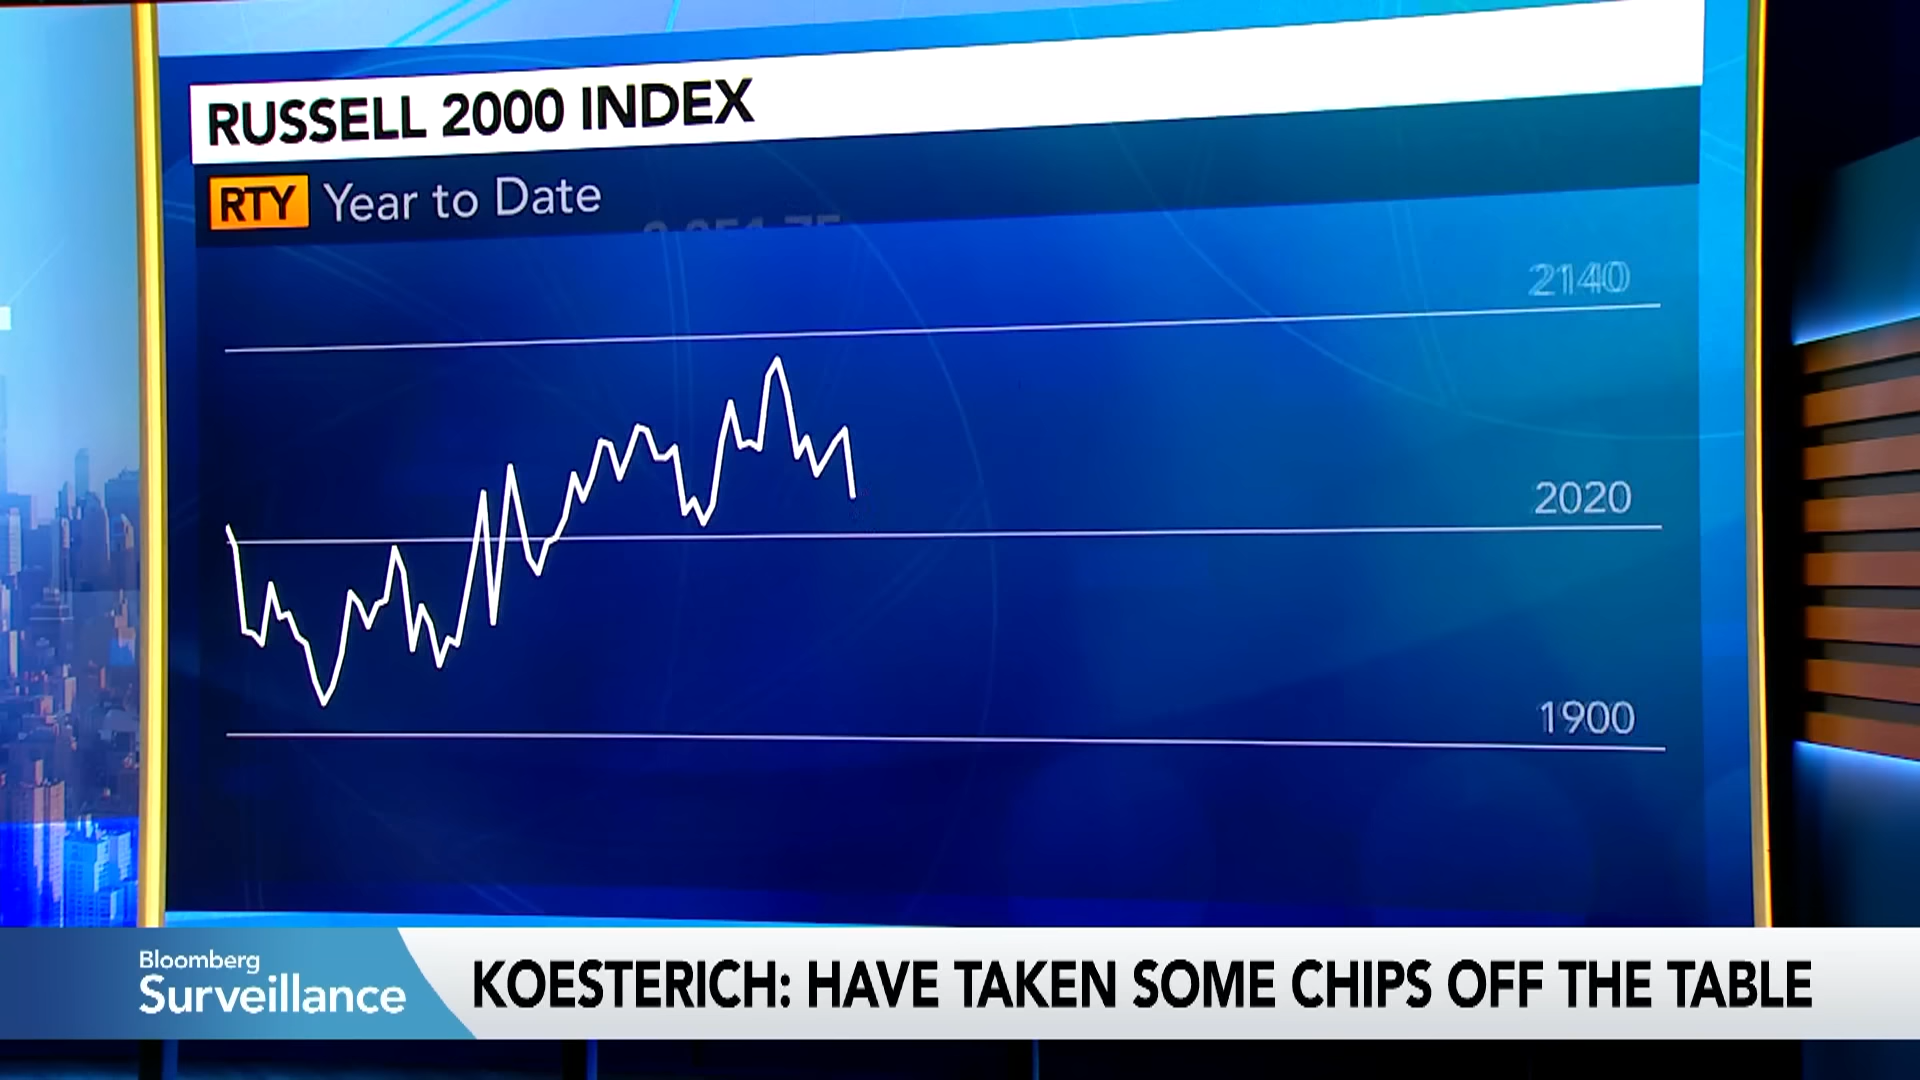 RUSSELL 2000 INDEX
RTY Year to Date
2140
2020
1900
Bloomberg
Surveillance
KOESTERICH: HAVE TAKEN SOME CHIPS OFF THE TABLE